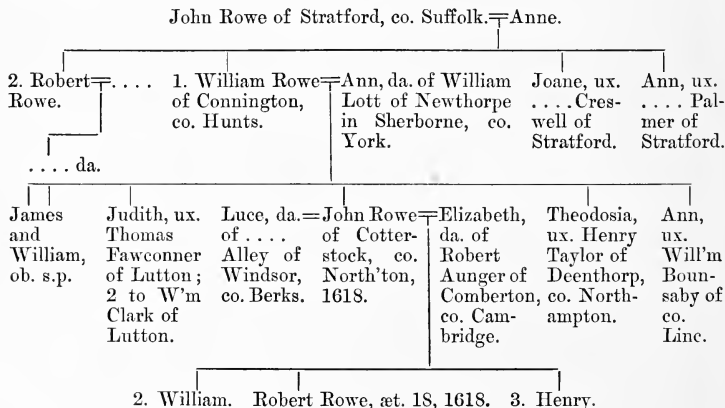 John Rowe of Stratford, co. Suffolk.=Anne.
2. Robert=. . . .
Rowe.
. . . . da.
1. William Rowe=
of Connington,
co. Hunts.
Ann, da. of William
Lott of Newthorpe
in Sherborne, co.
York.
Joane, ux.
. . . . Cres-
well of
Stratford.
Ann, ux.
. . . . Pal-
mer of
Stratford.
James
and
William,
ob. s.p.
Judith, ux.
Thomas
Fawconner
of Lutton;
2 to W'm
Clark of
Lutton.
Luce, da.=
of . . . .
Alley of
Windsor,
co. Berks.
John Rowe=
of Cotter-
stock, co.
North'ton,
1618.
Elizabeth,
da. of
Robert
Aunger of
Comberton,
co. Cam-
bridge.
Theodosia,
ux. Henry
Taylor of
Deenthorp,
co. North-
ampton.
Ann,
ux.
Will'm
Boun-
saby of
co.
Linc.
2. William. Robert Rowe, æt. 18, 1618. 3. Henry.